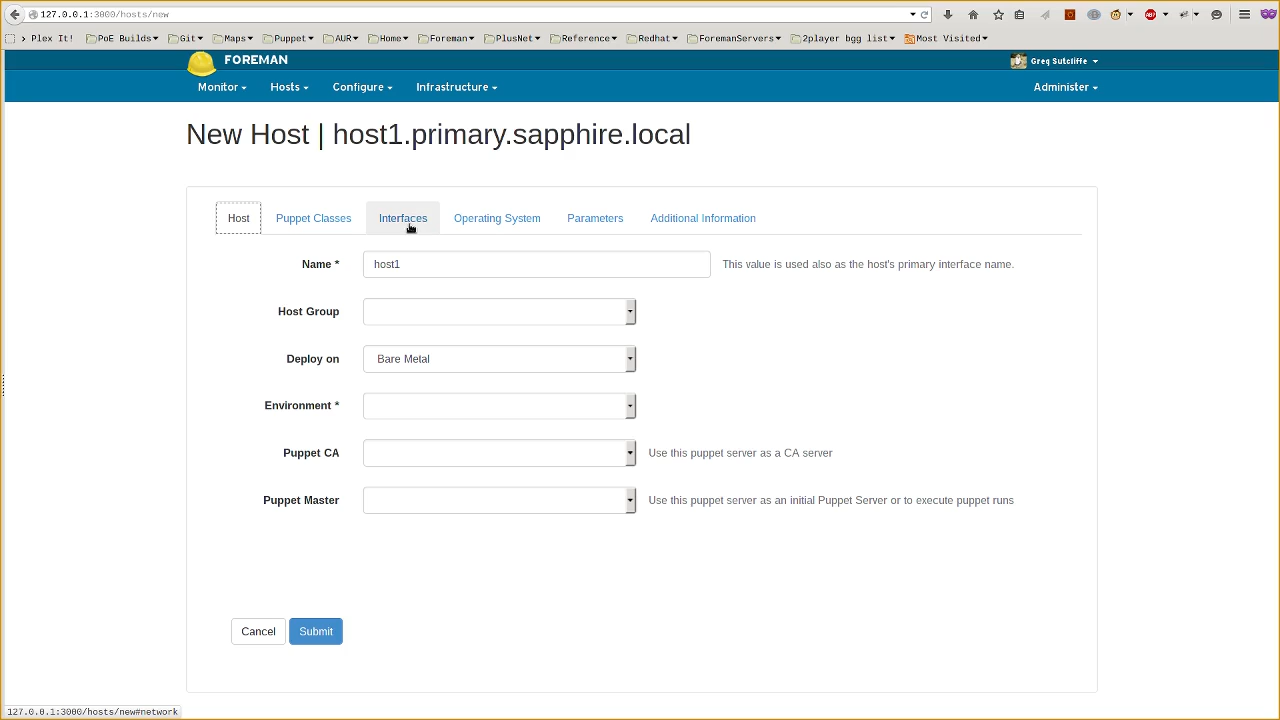 127.0.0.1:3000/hosts/new
> Plex It! PoE Builds Git Maps Puppet AUR Home Foreman PlusNet Reference Redhat ForemanServers 2player bgg list Most Visited
FOREMAN Greg Sutcliffe
Monitor Hosts Configure Infrastructure Administer
New Host | host1.primary.sapphire.local
Host Puppet Classes Interfaces Operating System Parameters Additional Information
Name * host1 This value is used also as the host's primary interface name.
Host Group
Deploy on Bare Metal
Environment *
Puppet CA Use this puppet server as a CA server
Puppet Master Use this puppet server as an initial Puppet Server or to execute puppet runs
Cancel Submit
127.0.0.1:3000/hosts/new#network